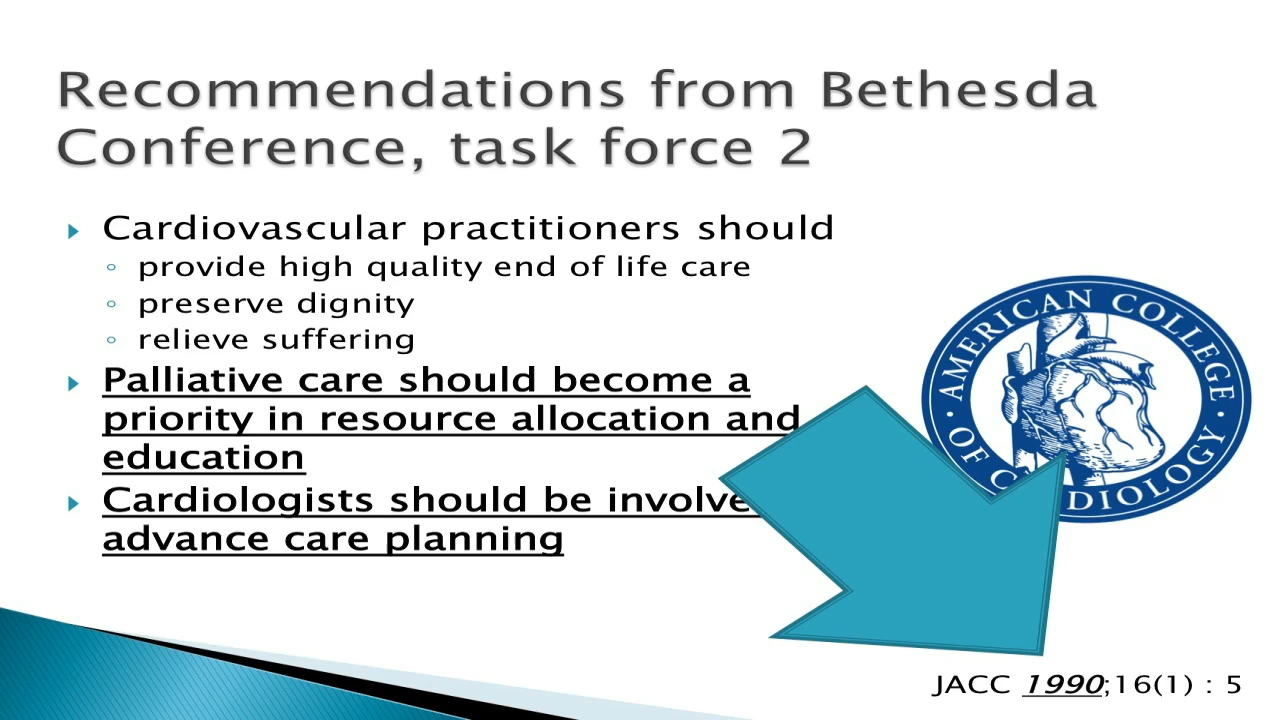 Recommendations from Bethesda
Conference, task force 2
Cardiovascular practitioners should
provide high quality end of life care
preserve dignity
relieve suffering
Palliative care should become a
priority in resource allocation and
education
Cardiologists should be
advance care planning
AMERICAN COLLEGE
OF CARDIOLOGY
JACC 1990;16(1) : 5